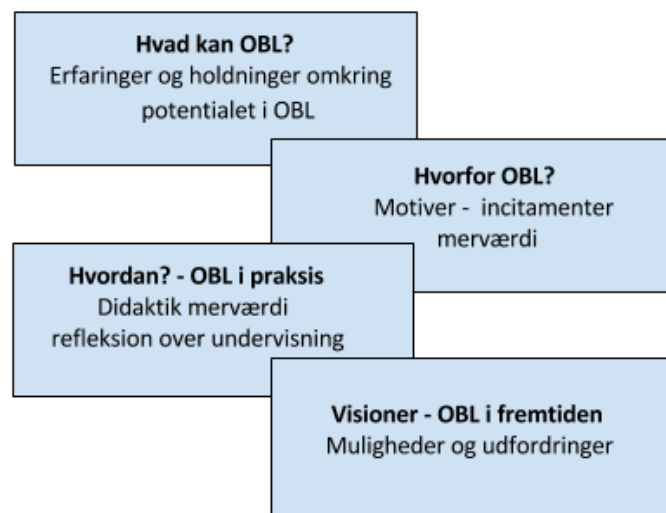 Hvad kan OBL?
Erfaringer og holdninger omkring
potentialet i OBL
Hvorfor OBL?
Motiver - incitamenter
merværdi
Hvordan? - OBL i praksis
Didaktik merværdi
refleksion over undervisning
Visioner - OBL i fremtiden
Muligheder og udfordringer